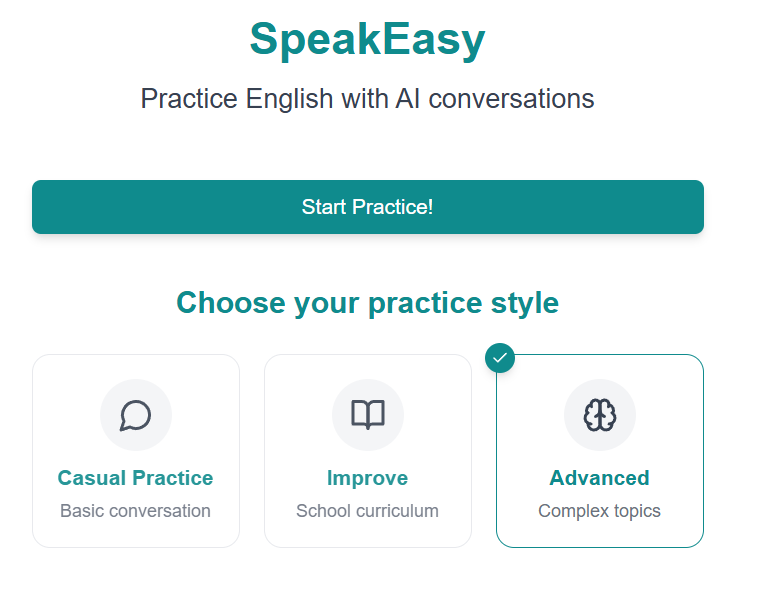 SpeakEasy
Practice English with AI conversations
Start Practice!
Choose your practice style
Casual Practice
Basic conversation
Improve
School curriculum
Advanced
Complex topics